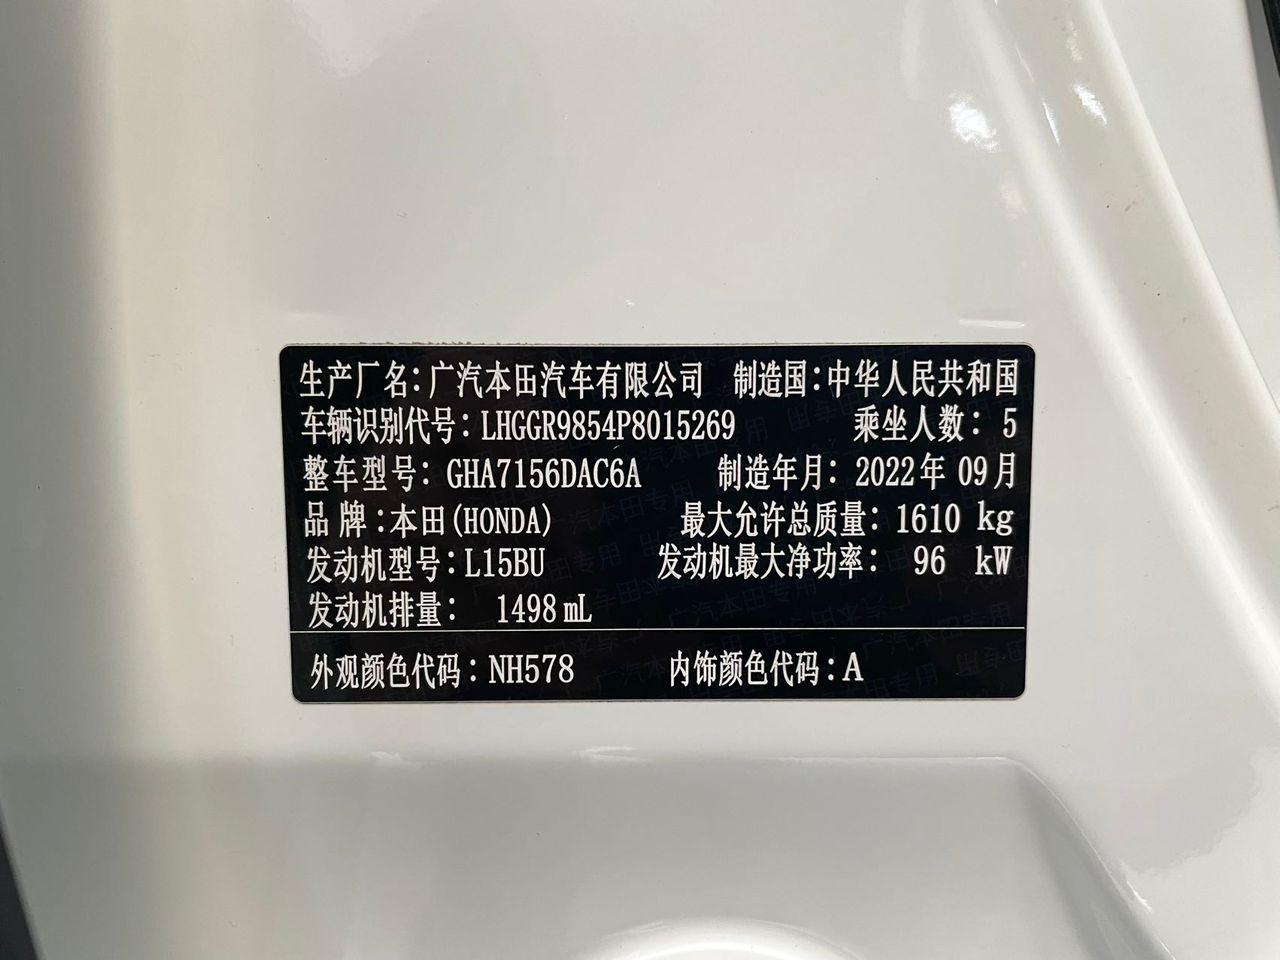 生产厂名:广汽本田汽车有限公司 制造国:中华人民共和国
车辆识别代号:LHGGR9854P8015269 乘坐人数:5
整车型号:GHA7156DAC6A 制造年月:2022年09月
品牌:本田(HONDA) 最大允许总质量:1610 kg
发动机型号:L15BU 发动机最大净功率:96 kW
发动机排量:1498mL
外观颜色代码:NH578 内饰颜色代码:A